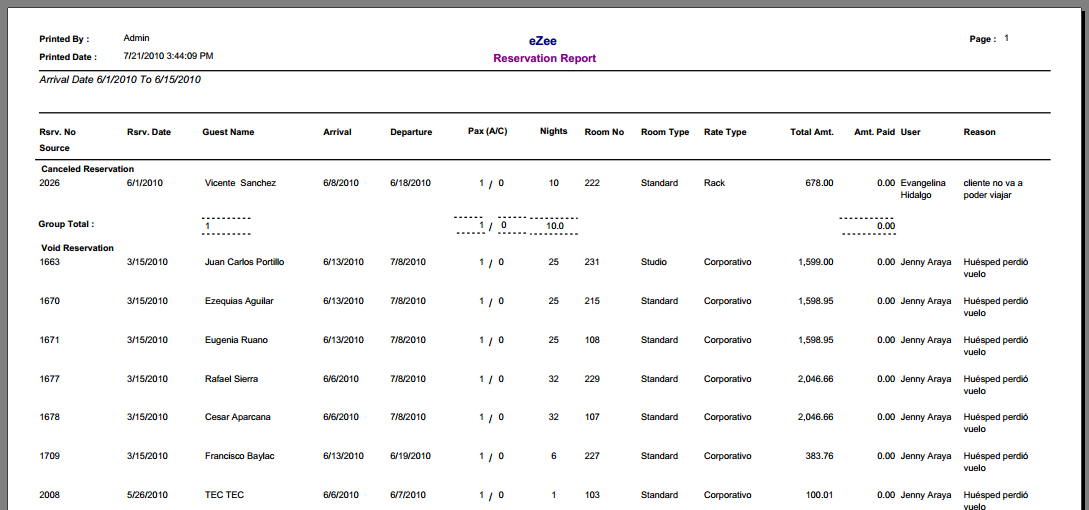 Printed By : Admin eZee Page : 1
Printed Date : 7/21/2010 3:44:09 PM Reservation Report
Arrival Date 6/1/2010 To 6/15/2010
Rsrv. No Rsrv. Date Guest Name Arrival Departure Pax (A/C) Nights Room No Room Type Rate Type Total Amt. Amt. Paid User Reason
Source
Canceled Reservation
2026 6/1/2010 Vicente Sanchez 6/8/2010 6/18/2010 1 / 0 10 222 Standard Rack 678.00 0.00 Evangelina cliente no va a
Hidalgo poder viajar
Group Total : 1 1 / 0 10.0 0.00
Void Reservation
1663 3/15/2010 Juan Carlos Portillo 6/13/2010 7/8/2010 1 / 0 25 231 Studio Corporativo 1,599.00 0.00 Jenny Araya Huésped perdió
vuelo
1670 3/15/2010 Ezequias Aguilar 6/13/2010 7/8/2010 1 / 0 25 215 Standard Corporativo 1,598.95 0.00 Jenny Araya Huésped perdió
vuelo
1671 3/15/2010 Eugenia Ruano 6/13/2010 7/8/2010 1 / 0 25 108 Standard Corporativo 1,598.95 0.00 Jenny Araya Huésped perdió
vuelo
1677 3/15/2010 Rafael Sierra 6/6/2010 7/8/2010 1 / 0 32 229 Standard Corporativo 2,046.66 0.00 Jenny Araya Huésped perdió
vuelo
1678 3/15/2010 Cesar Aparcana 6/6/2010 7/8/2010 1 / 0 32 107 Standard Corporativo 2,046.66 0.00 Jenny Araya Huésped perdió
vuelo
1709 3/15/2010 Francisco Baylac 6/13/2010 6/19/2010 1 / 0 6 227 Standard Corporativo 383.76 0.00 Jenny Araya Huésped perdió
vuelo
2008 5/26/2010 TEC TEC 6/6/2010 6/7/2010 1 / 0 1 103 Standard Corporativo 100.01 0.00 Jenny Araya Huésped perdió
vuelo